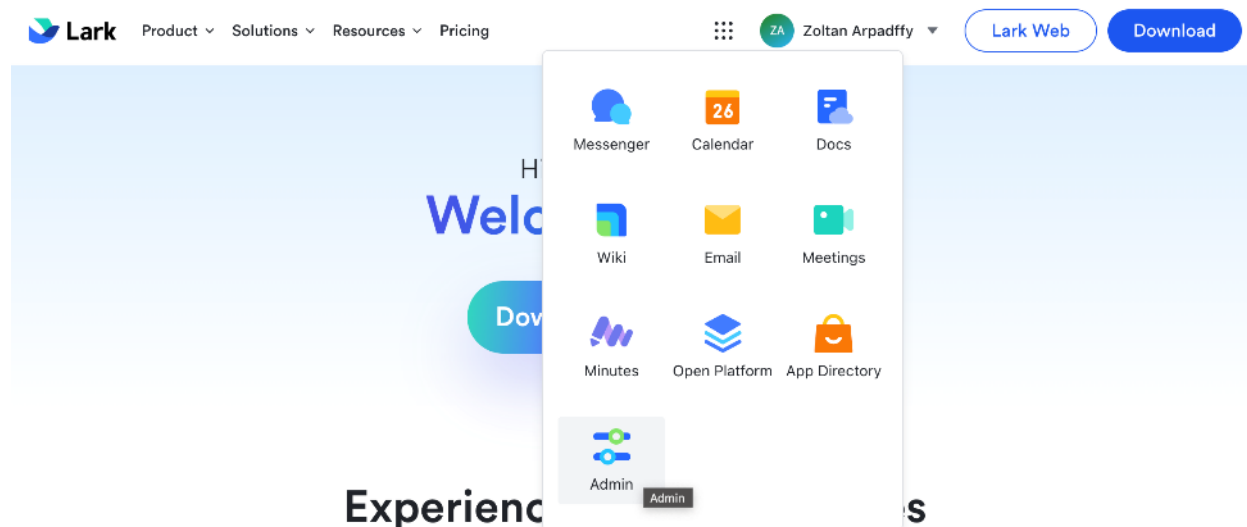 Lark Product Solutions Resources Pricing ZA Zoltan Arpadffy Lark Web Download
26
Messenger Calendar Docs
Wiki Email Meetings
Minutes Open Platform App Directory
Admin
Admin